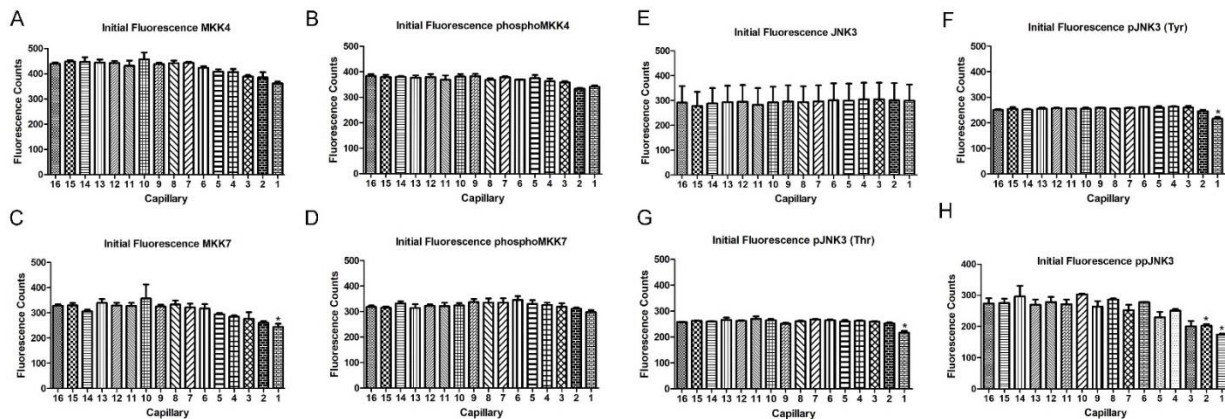 A
Initial Fluorescence MKK4
Fluorescence Counts
500
400
300
200
100
0
16 15 14 13 12 11 10 9 8 7 6 5 4 3 2 1
Capillary
B
Initial Fluorescence phosphoMKK4
Fluorescence Counts
500
400
300
200
100
0
16 15 14 13 12 11 10 9 8 7 6 5 4 3 2 1
Capillary
E
Initial Fluorescence JNK3
Fluorescence Counts
500
400
300
200
100
0
16 15 14 13 12 11 10 9 8 7 6 5 4 3 2 1
Capillary
F
Initial Fluorescence pJNK3 (Tyr)
Fluorescence Counts
500
400
300
200
100
0
*
16 15 14 13 12 11 10 9 8 7 6 5 4 3 2 1
Capillary
C
Initial Fluorescence MKK7
Fluorescence Counts
500
400
300
200
100
0
*
16 15 14 13 12 11 10 9 8 7 6 5 4 3 2 1
Capillary
D
Initial Fluorescence phosphoMKK7
Fluorescence Counts
500
400
300
200
100
0
16 15 14 13 12 11 10 9 8 7 6 5 4 3 2 1
Capillary
G
Initial Fluorescence pJNK3 (Thr)
Fluorescence Counts
500
400
300
200
100
0
*
16 15 14 13 12 11 10 9 8 7 6 5 4 3 2 1
Capillary
H
Initial Fluorescence ppJNK3
Fluorescence Counts
400
300
200
100
0
* *
16 15 14 13 12 11 10 9 8 7 6 5 4 3 2 1
Capillary